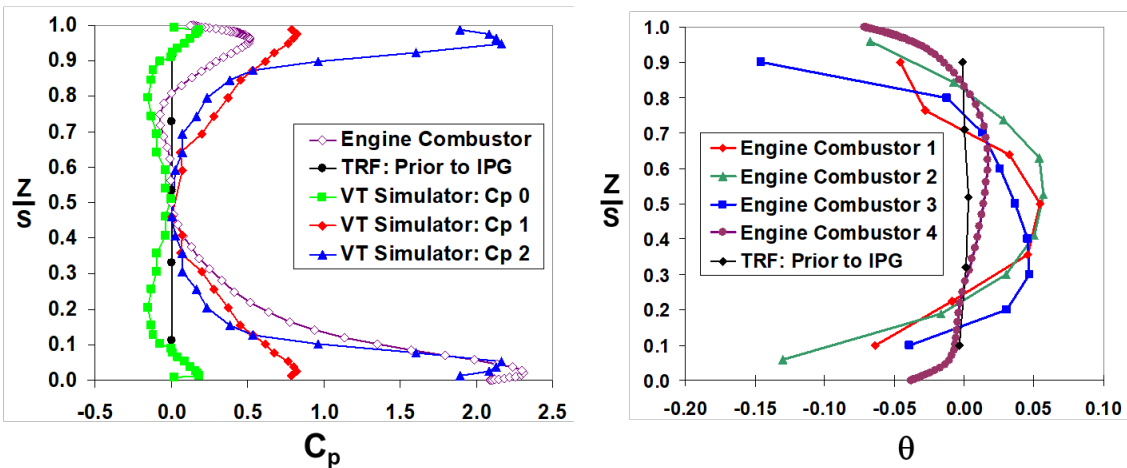 1.0
0.9
0.8
0.7
0.6
0.5
0.4
0.3
0.2
0.1
0.0
Z
S
-0.5
0.0
0.5
1.0
1.5
2.0
2.5
Cp
Engine Combustor
TRF: Prior to IPG
VT Simulator: Cp 0
VT Simulator: Cp 1
VT Simulator: Cp 2
1.0
0.9
0.8
0.7
0.6
0.5
0.4
0.3
0.2
0.1
0.0
Z
S
-0.20
-0.15
-0.10
-0.05
0.00
0.05
0.10
θ
Engine Combustor 1
Engine Combustor 2
Engine Combustor 3
Engine Combustor 4
TRF: Prior to IPG